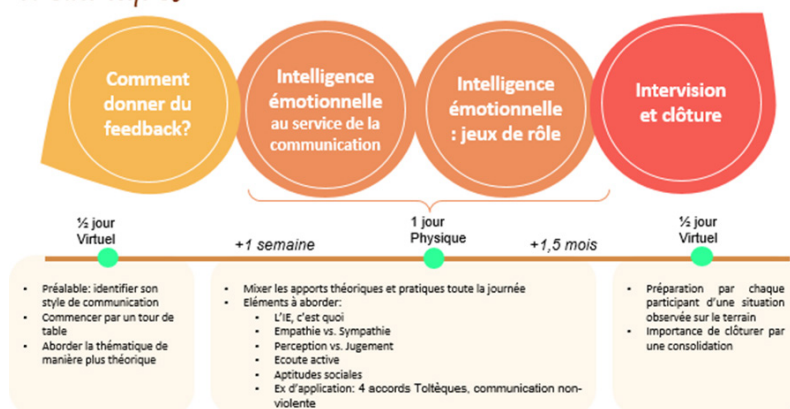 Comment
donner du
feedback?
Intelligence
émotionnelle
au service de la
communication
Intelligence
émotionnelle
: jeux de rôle
Intervision
et clôture
½ jour
Virtuel
+1 semaine
1 jour
Physique
+1,5 mois
½ jour
Virtuel
• Préalable: identifier son
style de communication
• Commencer par un tour de
table
• Aborder la thématique de
manière plus théorique
• Mixer les apports théoriques et pratiques toute la journée
• Eléments à aborder:
• L'IE, c'est quoi
• Empathie vs. Sympathie
• Perception vs. Jugement
• Ecoute active
• Aptitudes sociales
• Ex d'application: 4 accords Toltèques, communication non-
violente
• Préparation par chaque
participant d'une situation
observée sur le terrain
• Importance de clôturer par
une consolidation